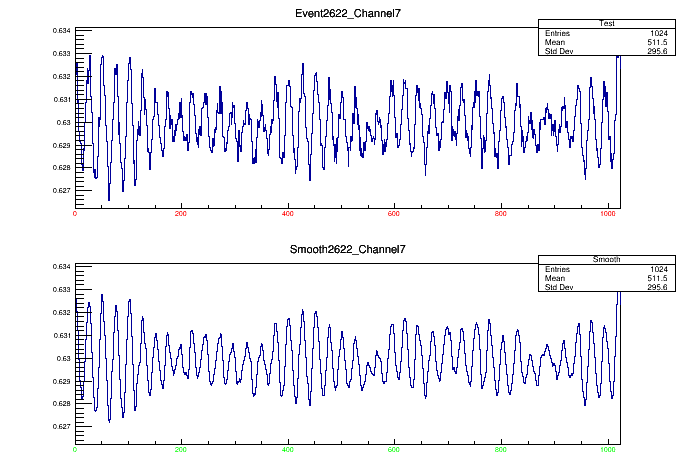 Event2622_Channel7
Test
Entries 1024
Mean 511.5
Std Dev 295.6
0.634
0.633
0.632
0.631
0.63
0.629
0.628
0.627
0 200 400 600 800 1000
Smooth2622_Channel7
Smooth
Entries 1024
Mean 511.5
Std Dev 295.6
0.634
0.633
0.632
0.631
0.63
0.629
0.628
0.627
0 200 400 600 800 1000